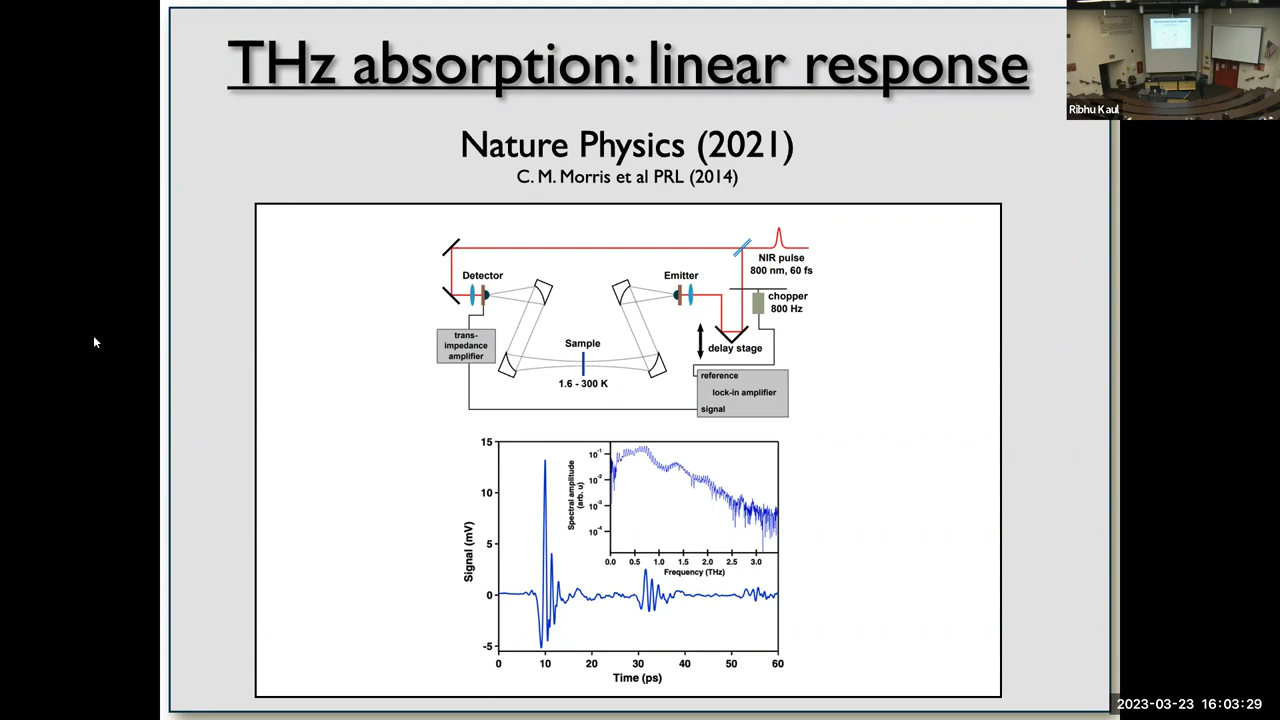 THz absorption: linear response
Ribhu Kaul
Nature Physics (2021)
C. M. Morris et al PRL (2014)
NIR pulse
800 nm, 60 fs
Detector
Emitter
chopper
800 Hz
trans-
impedance
amplifier
Sample
delay stage
1.6 - 300 K
reference
lock-in amplifier
signal
15
10
5
0
-5
Signal (mV)
0 10 20 30 40 50 60
Time (ps)
Spectral amplitude
(arb. u)
10⁻¹
10⁻²
10⁻³
10⁻⁴
0.0 0.5 1.0 1.5 2.0 2.5 3.0
Frequency (THz)
2023-03-23 16:03:29